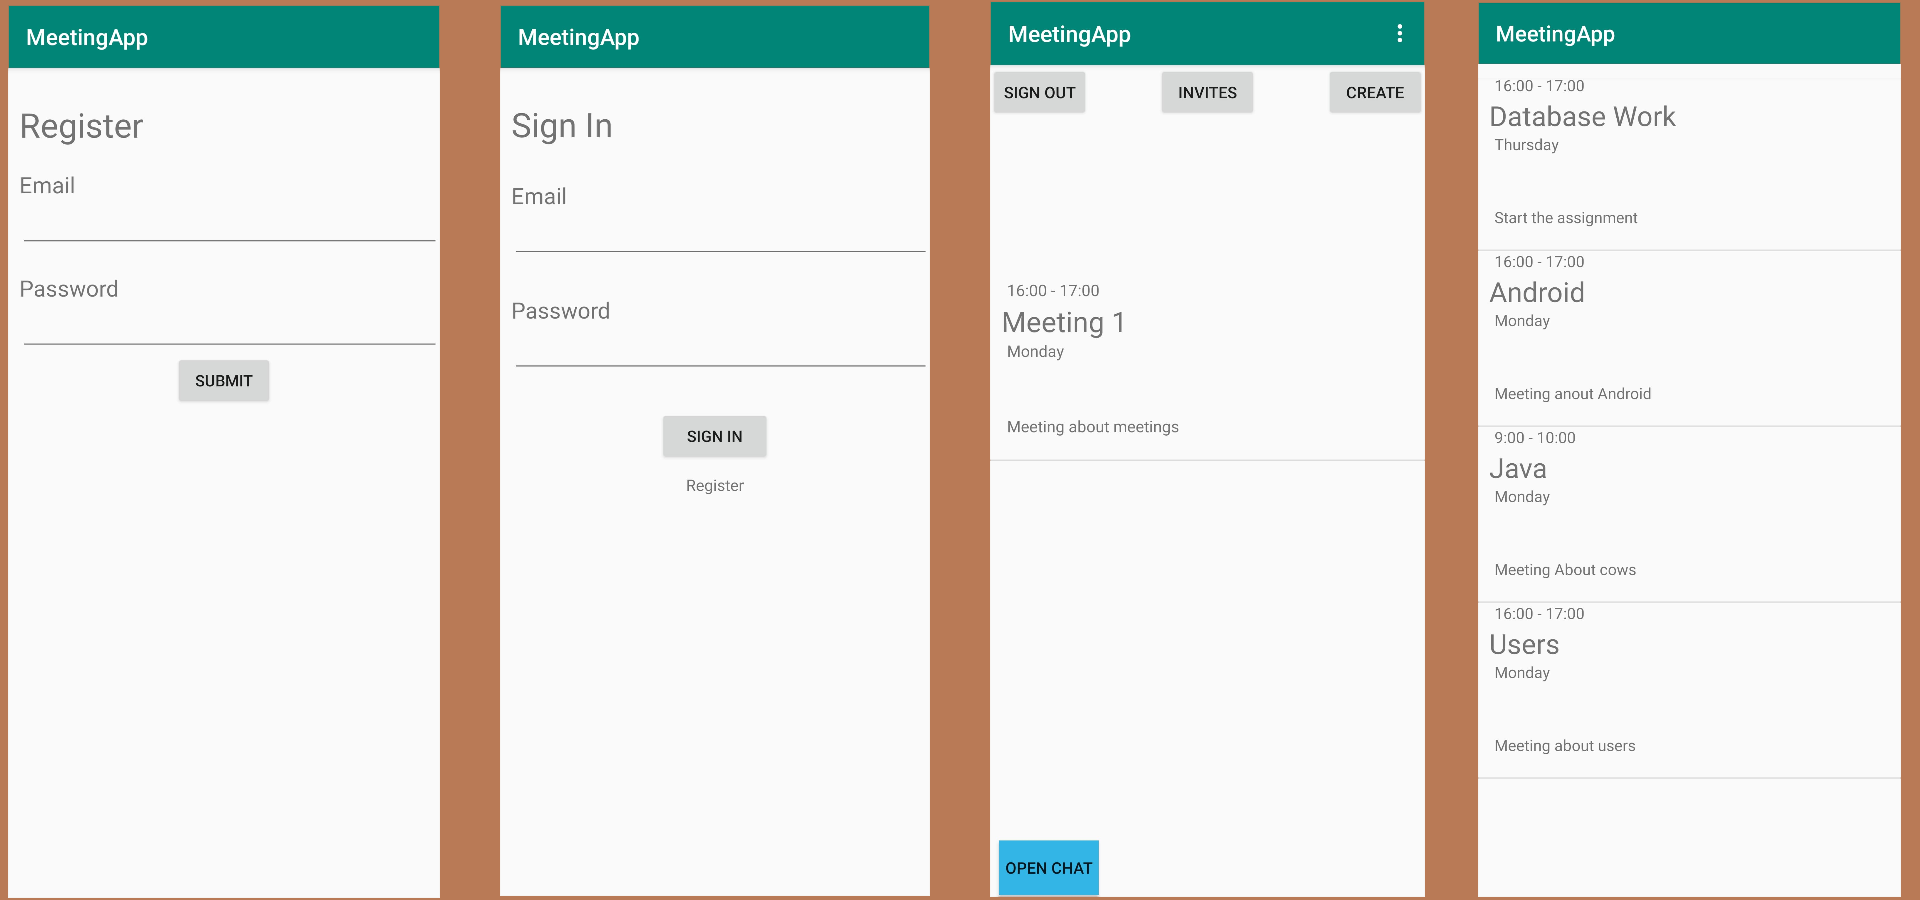 MeetingApp
Register
Email
Password
SUBMIT
MeetingApp
Sign In
Email
Password
SIGN IN
Register
MeetingApp
SIGN OUT INVITES CREATE
16:00 - 17:00
Meeting 1
Monday
Meeting about meetings
OPEN CHAT
MeetingApp
16:00 - 17:00
Database Work
Thursday
Start the assignment
16:00 - 17:00
Android
Monday
Meeting anout Android
9:00 - 10:00
Java
Monday
Meeting About cows
16:00 - 17:00
Users
Monday
Meeting about users